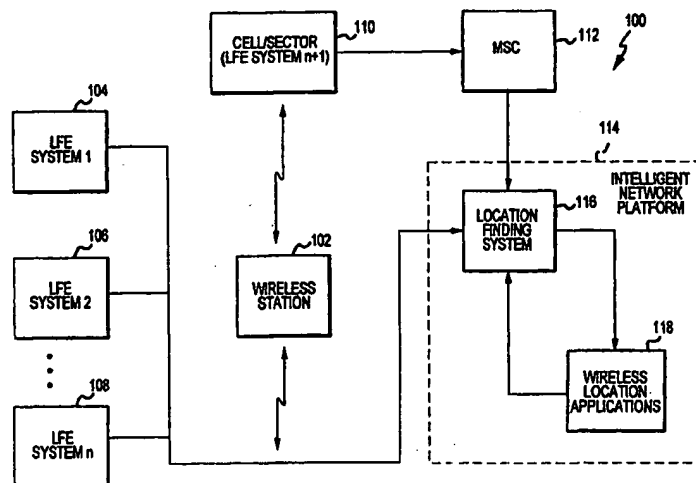 100
110
CELL/SECTOR
(LFE SYSTEM n+1)
112
MSC
104
LFE
SYSTEM 1
114
INTELLIGENT
NETWORK
PLATFORM
116
LOCATION
FINDING
SYSTEM
106
LFE
SYSTEM 2
102
WIRELESS
STATION
118
WIRELESS
LOCATION
APPLICATIONS
108
LFE
SYSTEM n